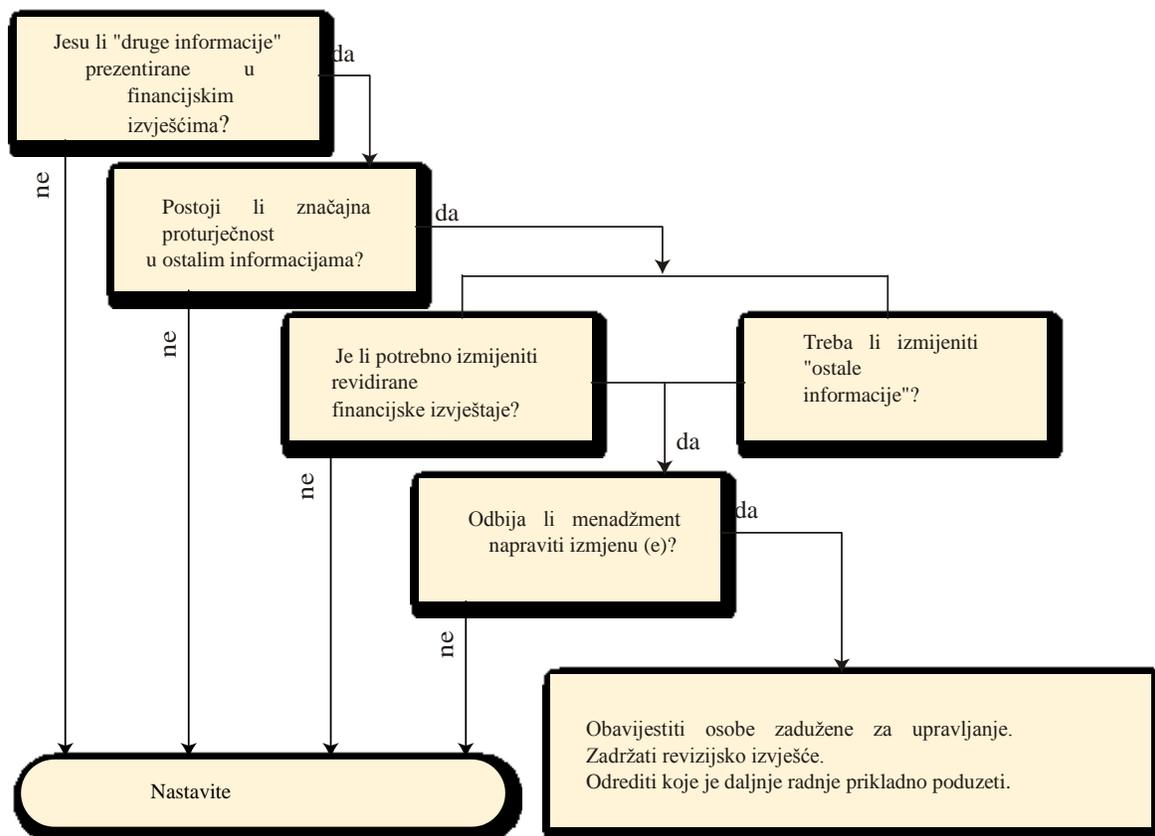 Jesu li "druge informacije"
prezentirane u
financijskim
izvješćima?
da
ne
Postoji li značajna
proturječnost
u ostalim informacijama?
da
ne
Je li potrebno izmijeniti
revidirane
financijske izvještaje?
Treba li izmijeniti
"ostale
informacije"?
da
ne
Odbija li menadžment
napraviti izmjenu (e)?
da
ne
Obavijestiti osobe zadužene za upravljanje.
Zadržati revizijsko izvješće.
Odrediti koje je daljnje radnje prikladno poduzeti.
Nastavite